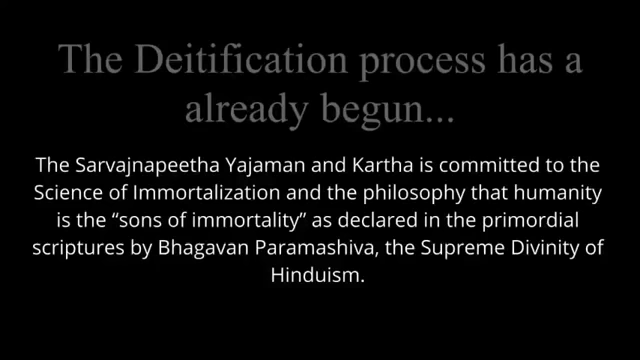 The Deitification process has a
already begun...
The Sarvajnapeetha Yajaman and Kartha is committed to the
Science of Immortalization and the philosophy that humanity
is the “sons of immortality” as declared in the primordial
scriptures by Bhagavan Paramashiva, the Supreme Divinity of
Hinduism.